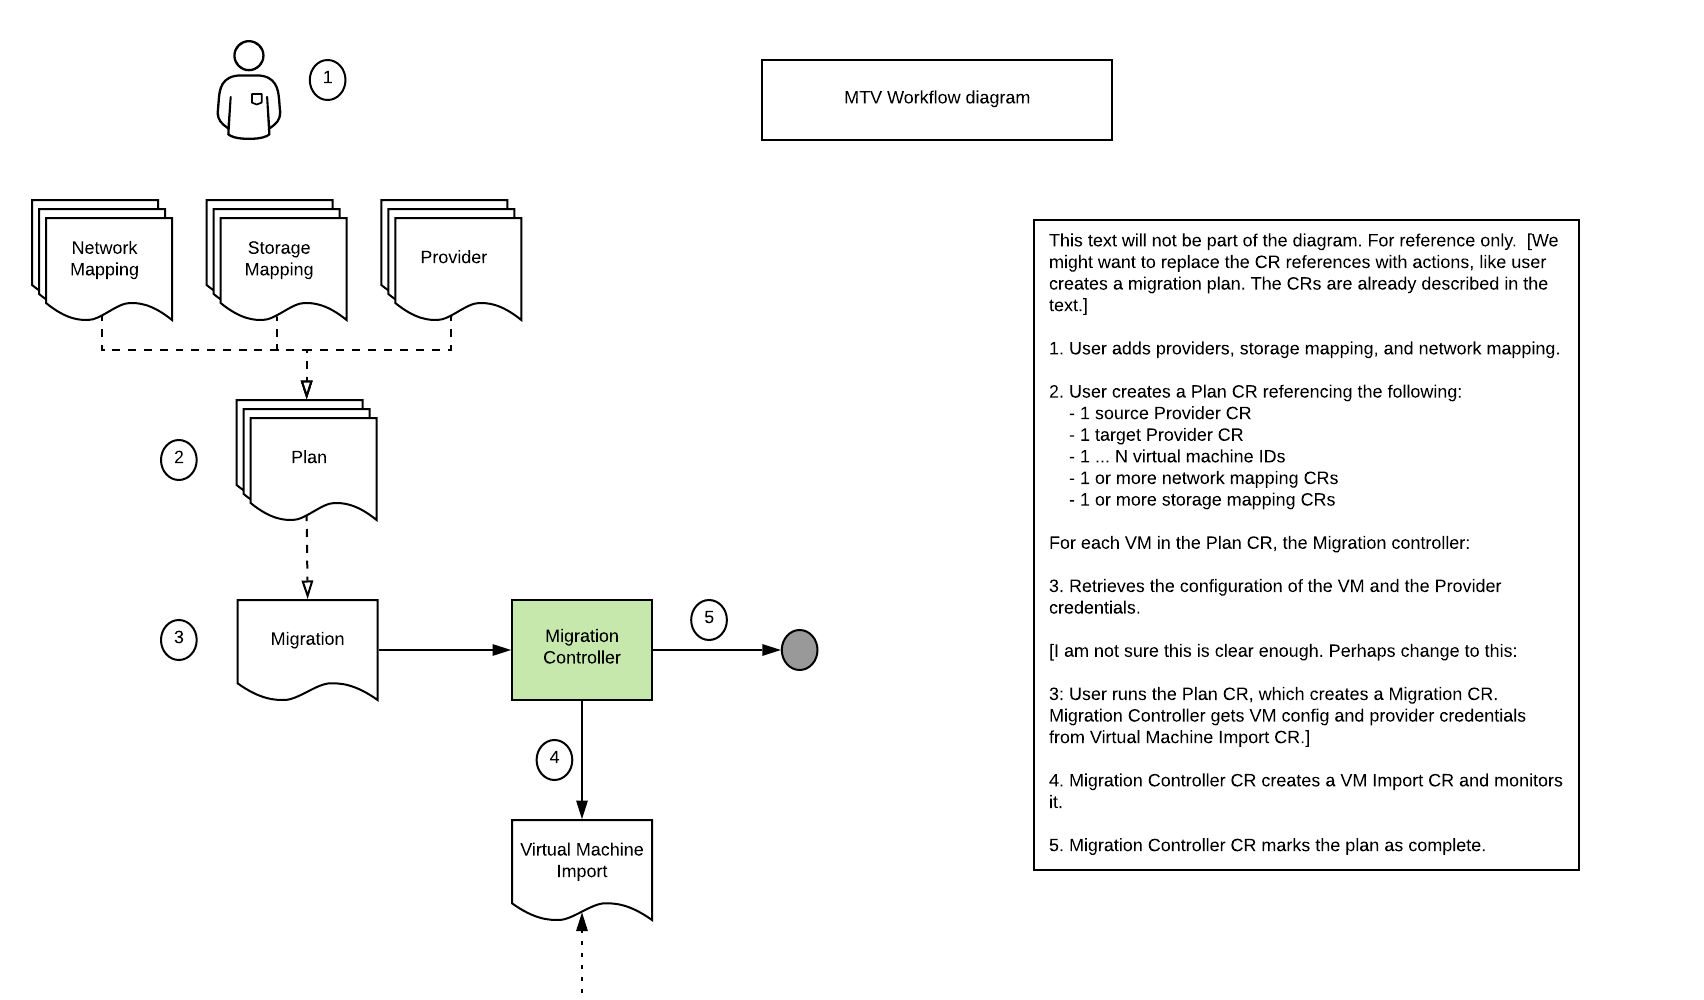 1
MTV Workflow diagram
Network
Mapping
Storage
Mapping
Provider
2
Plan
3
Migration
Migration
Controller
5
4
Virtual Machine
Import
This text will not be part of the diagram. For reference only.  [We
might want to replace the CR references with actions, like user
creates a migration plan. The CRs are already described in the
text.]
1. User adds providers, storage mapping, and network mapping.
2. User creates a Plan CR referencing the following:
- 1 source Provider CR
- 1 target Provider CR
- 1 ... N virtual machine IDs
- 1 or more network mapping CRs
- 1 or more storage mapping CRs
For each VM in the Plan CR, the Migration controller:
3. Retrieves the configuration of the VM and the Provider
credentials.
[I am not sure this is clear enough. Perhaps change to this:
3: User runs the Plan CR, which creates a Migration CR.
Migration Controller gets VM config and provider credentials
from Virtual Machine Import CR.]
4. Migration Controller CR creates a VM Import CR and monitors
it.
5. Migration Controller CR marks the plan as complete.